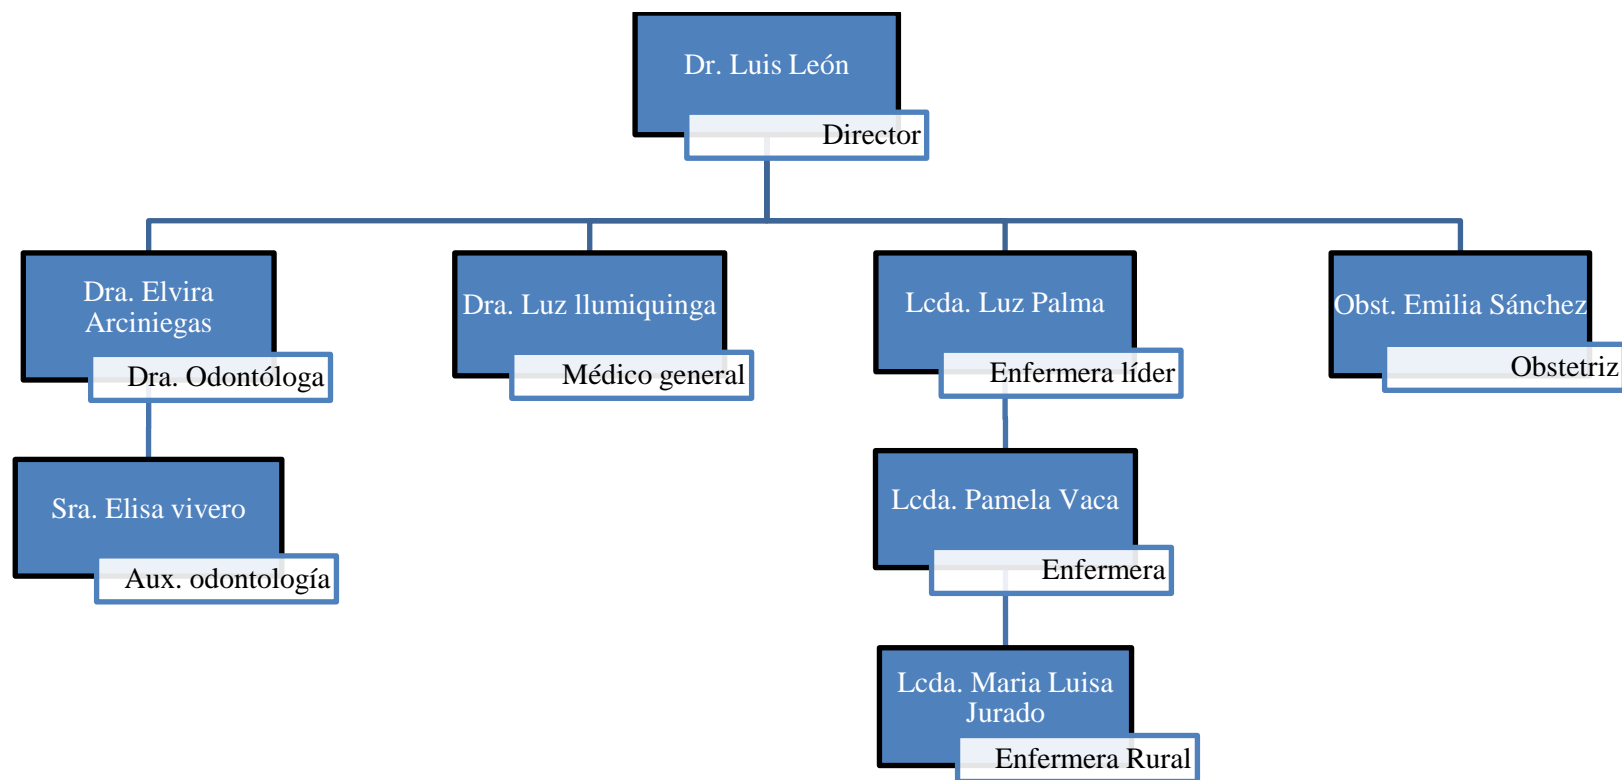 Dr. Luis León
Director
Dra. Elvira
Arciniegas
Dra. Odontóloga
Dra. Luz llumiquinga
Médico general
Lcda. Luz Palma
Enfermera líder
Obst. Emilia Sánchez
Obstetriz
Sra. Elisa vivero
Aux. odontología
Lcda. Pamela Vaca
Enfermera
Lcda. Maria Luisa
Jurado
Enfermera Rural